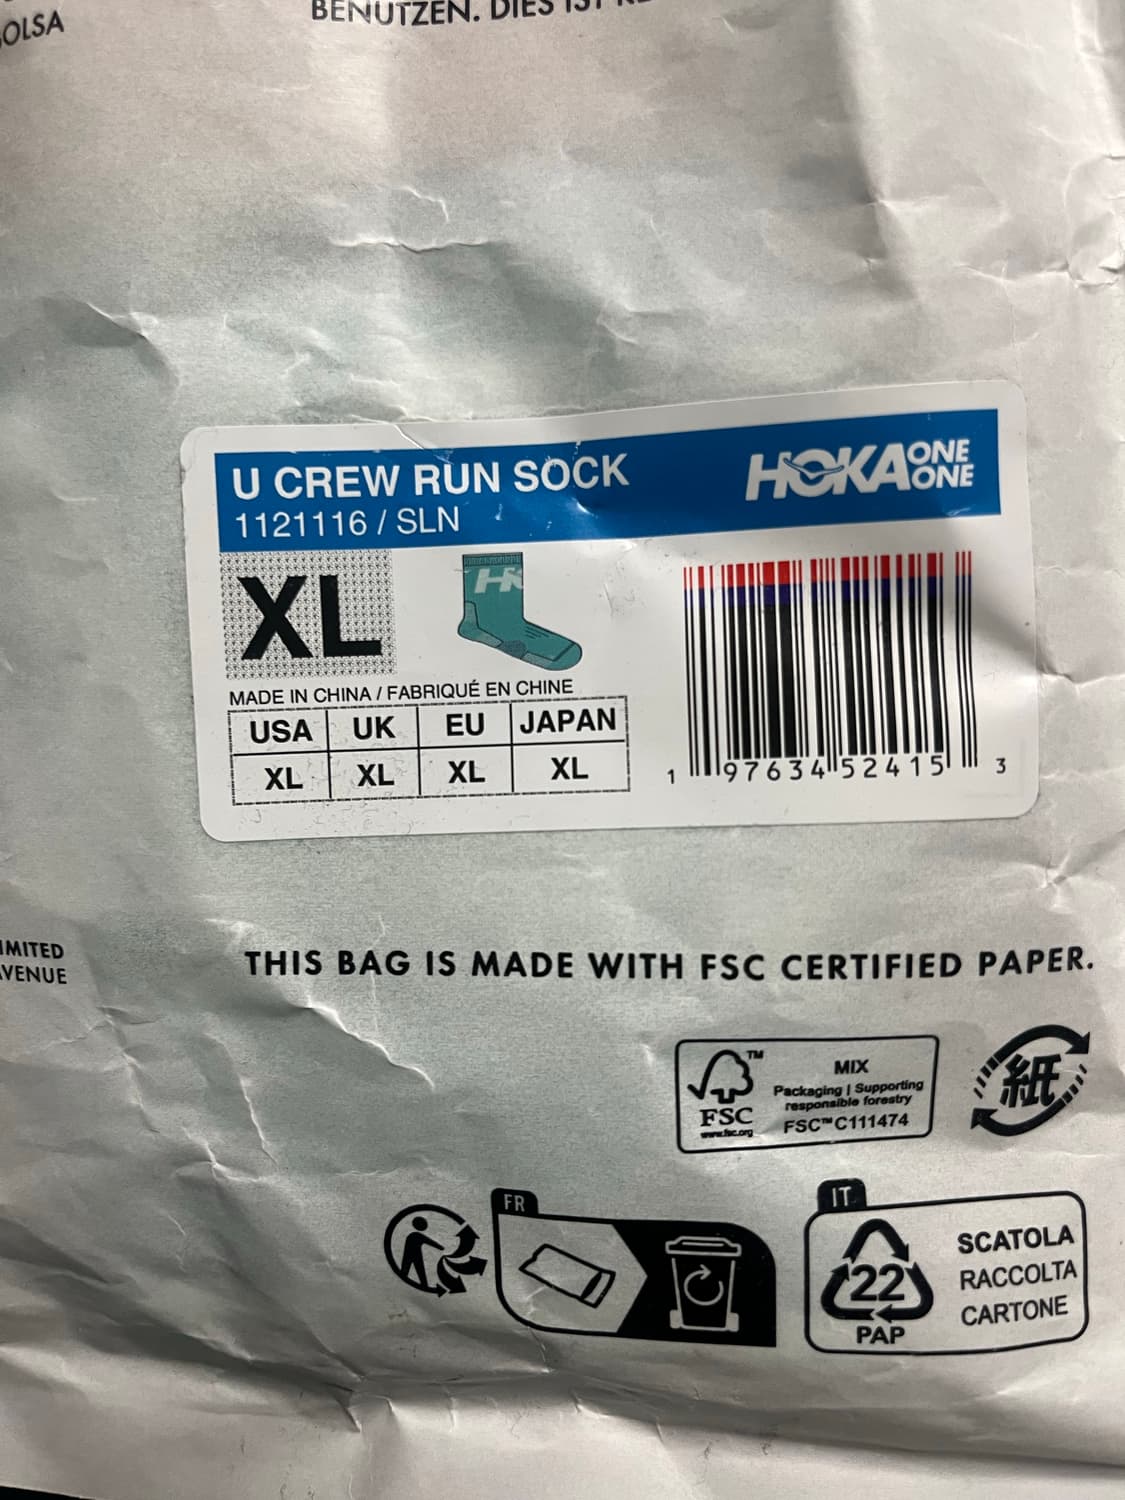 OLSA
BENUTZEN. DIES IST
U CREW RUN SOCK
1121116 / SLN
HOKA ONE ONE
XL
HOK
MADE IN CHINA / FABRIQUÉ EN CHINE
USA UK EU JAPAN
XL XL XL XL
1 97634 52415 3
IMITED
VENUE
THIS BAG IS MADE WITH FSC CERTIFIED PAPER.
FSC
TM
www.fsc.org
MIX
Packaging | Supporting
responsible forestry
FSC™ C111474
紙
FR
IT
22
PAP
SCATOLA
RACCOLTA
CARTONE